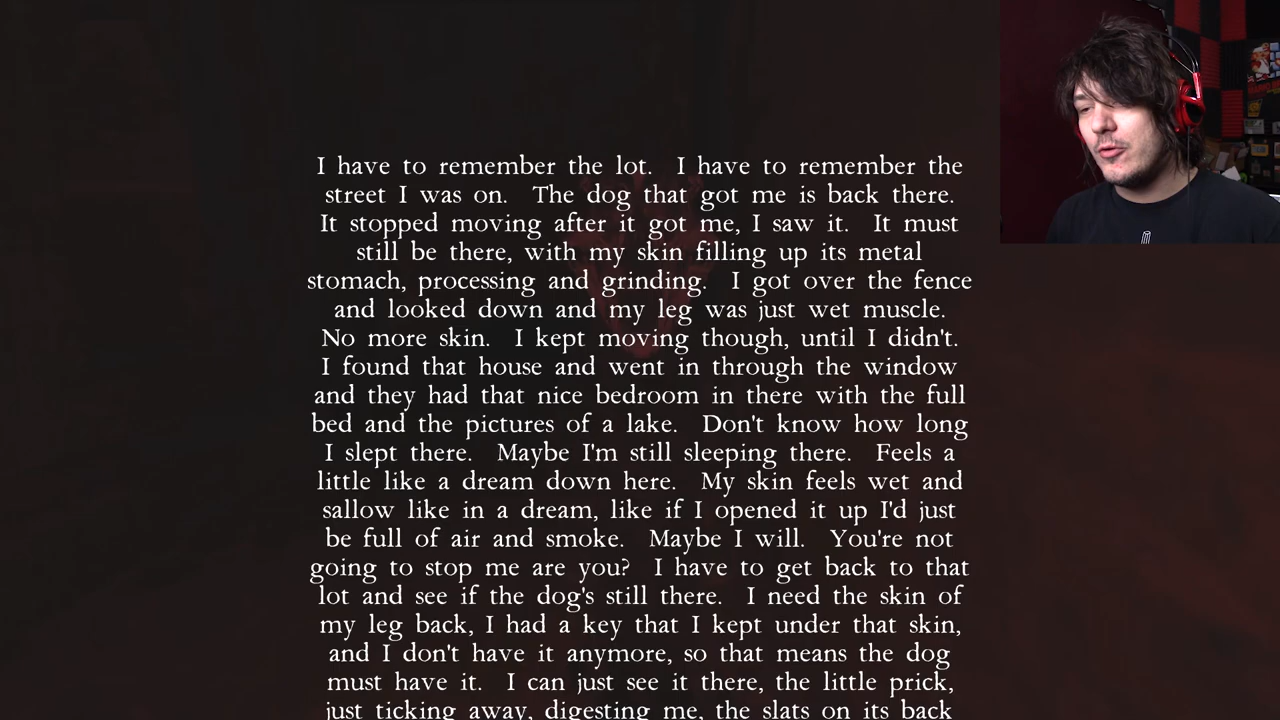 I have to remember the lot. I have to remember the
street I was on. The dog that got me is back there.
It stopped moving after it got me, I saw it. It must
still be there, with my skin filling up its metal
stomach, processing and grinding. I got over the fence
and looked down and my leg was just wet muscle.
No more skin. I kept moving though, until I didn't.
I found that house and went in through the window
and they had that nice bedroom in there with the full
bed and the pictures of a lake. Don't know how long
I slept there. Maybe I'm still sleeping there. Feels a
little like a dream down here. My skin feels wet and
sallow like in a dream, like if I opened it up I'd just
be full of air and smoke. Maybe I will. You're not
going to stop me are you? I have to get back to that
lot and see if the dog's still there. I need the skin of
my leg back, I had a key that I kept under that skin,
and I don't have it anymore, so that means the dog
must have it. I can just see it there, the little prick,
just ticking away, digesting me, the slats on its back